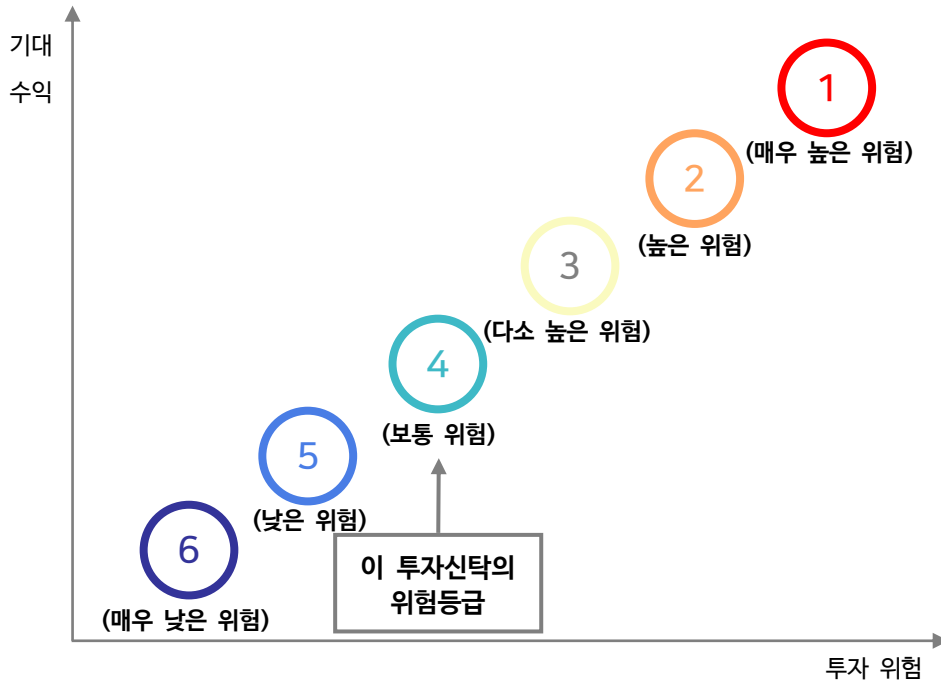 기대
수익
1
(매우 높은 위험)
2
(높은 위험)
3
(다소 높은 위험)
4
(보통 위험)
5
(낮은 위험)
6
(매우 낮은 위험)
이 투자신탁의
위험등급
투자 위험